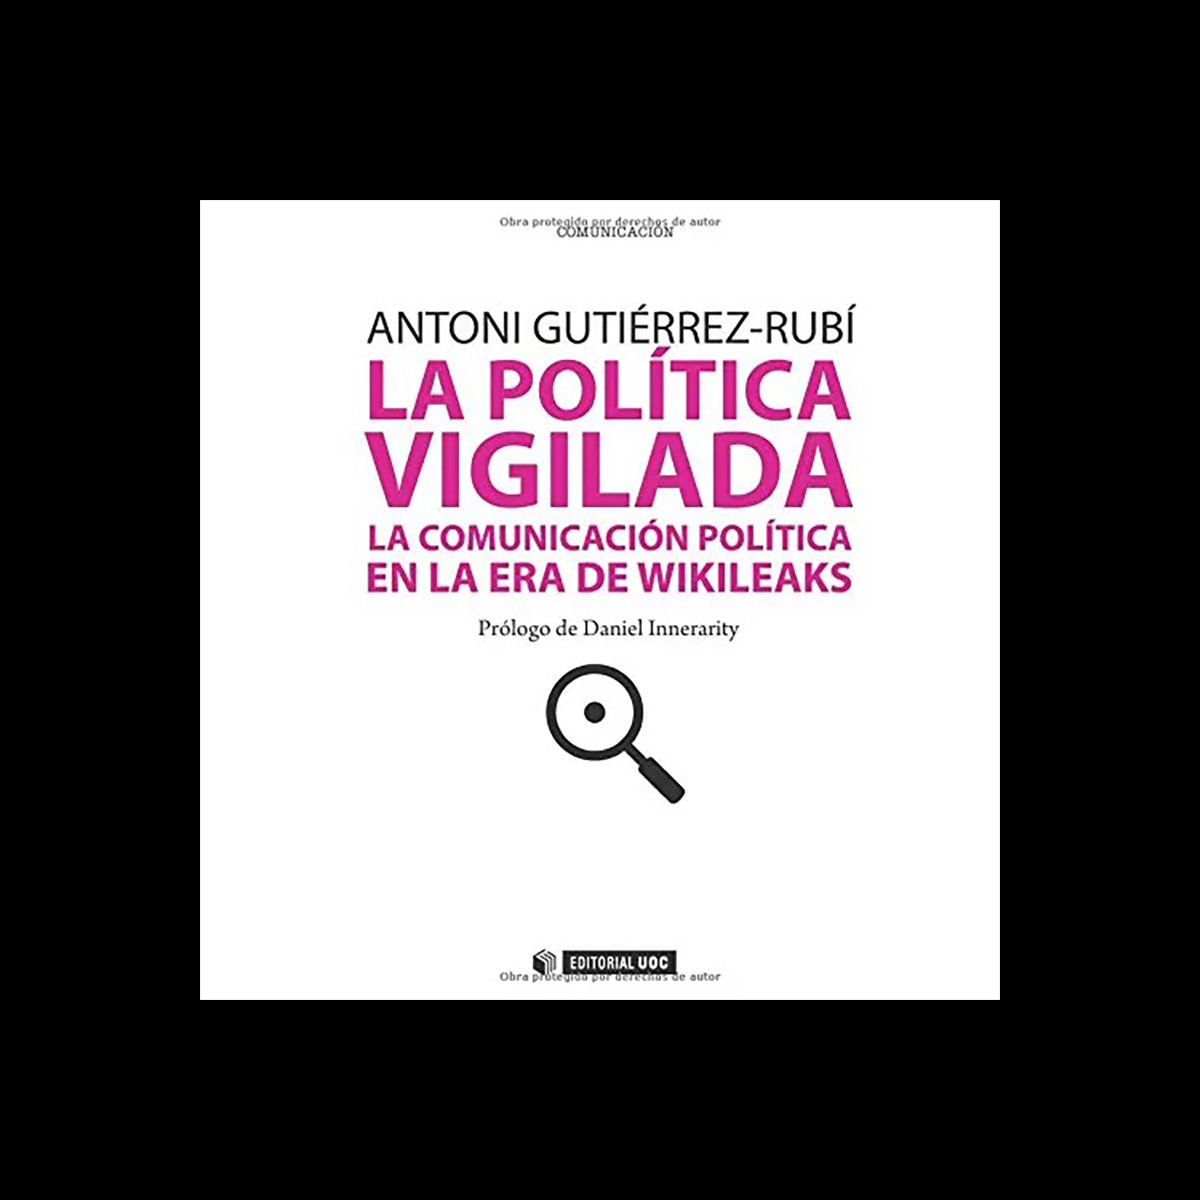 Obra protegida por derechos de autor
COMUNICACIÓN
ANTONI GUTIÉRREZ-RUBÍ
LA POLÍTICA
VIGILADA
LA COMUNICACIÓN POLÍTICA
EN LA ERA DE WIKILEAKS
Prólogo de Daniel Innerarity
EDITORIAL UOC
Obra protegida por derechos de autor